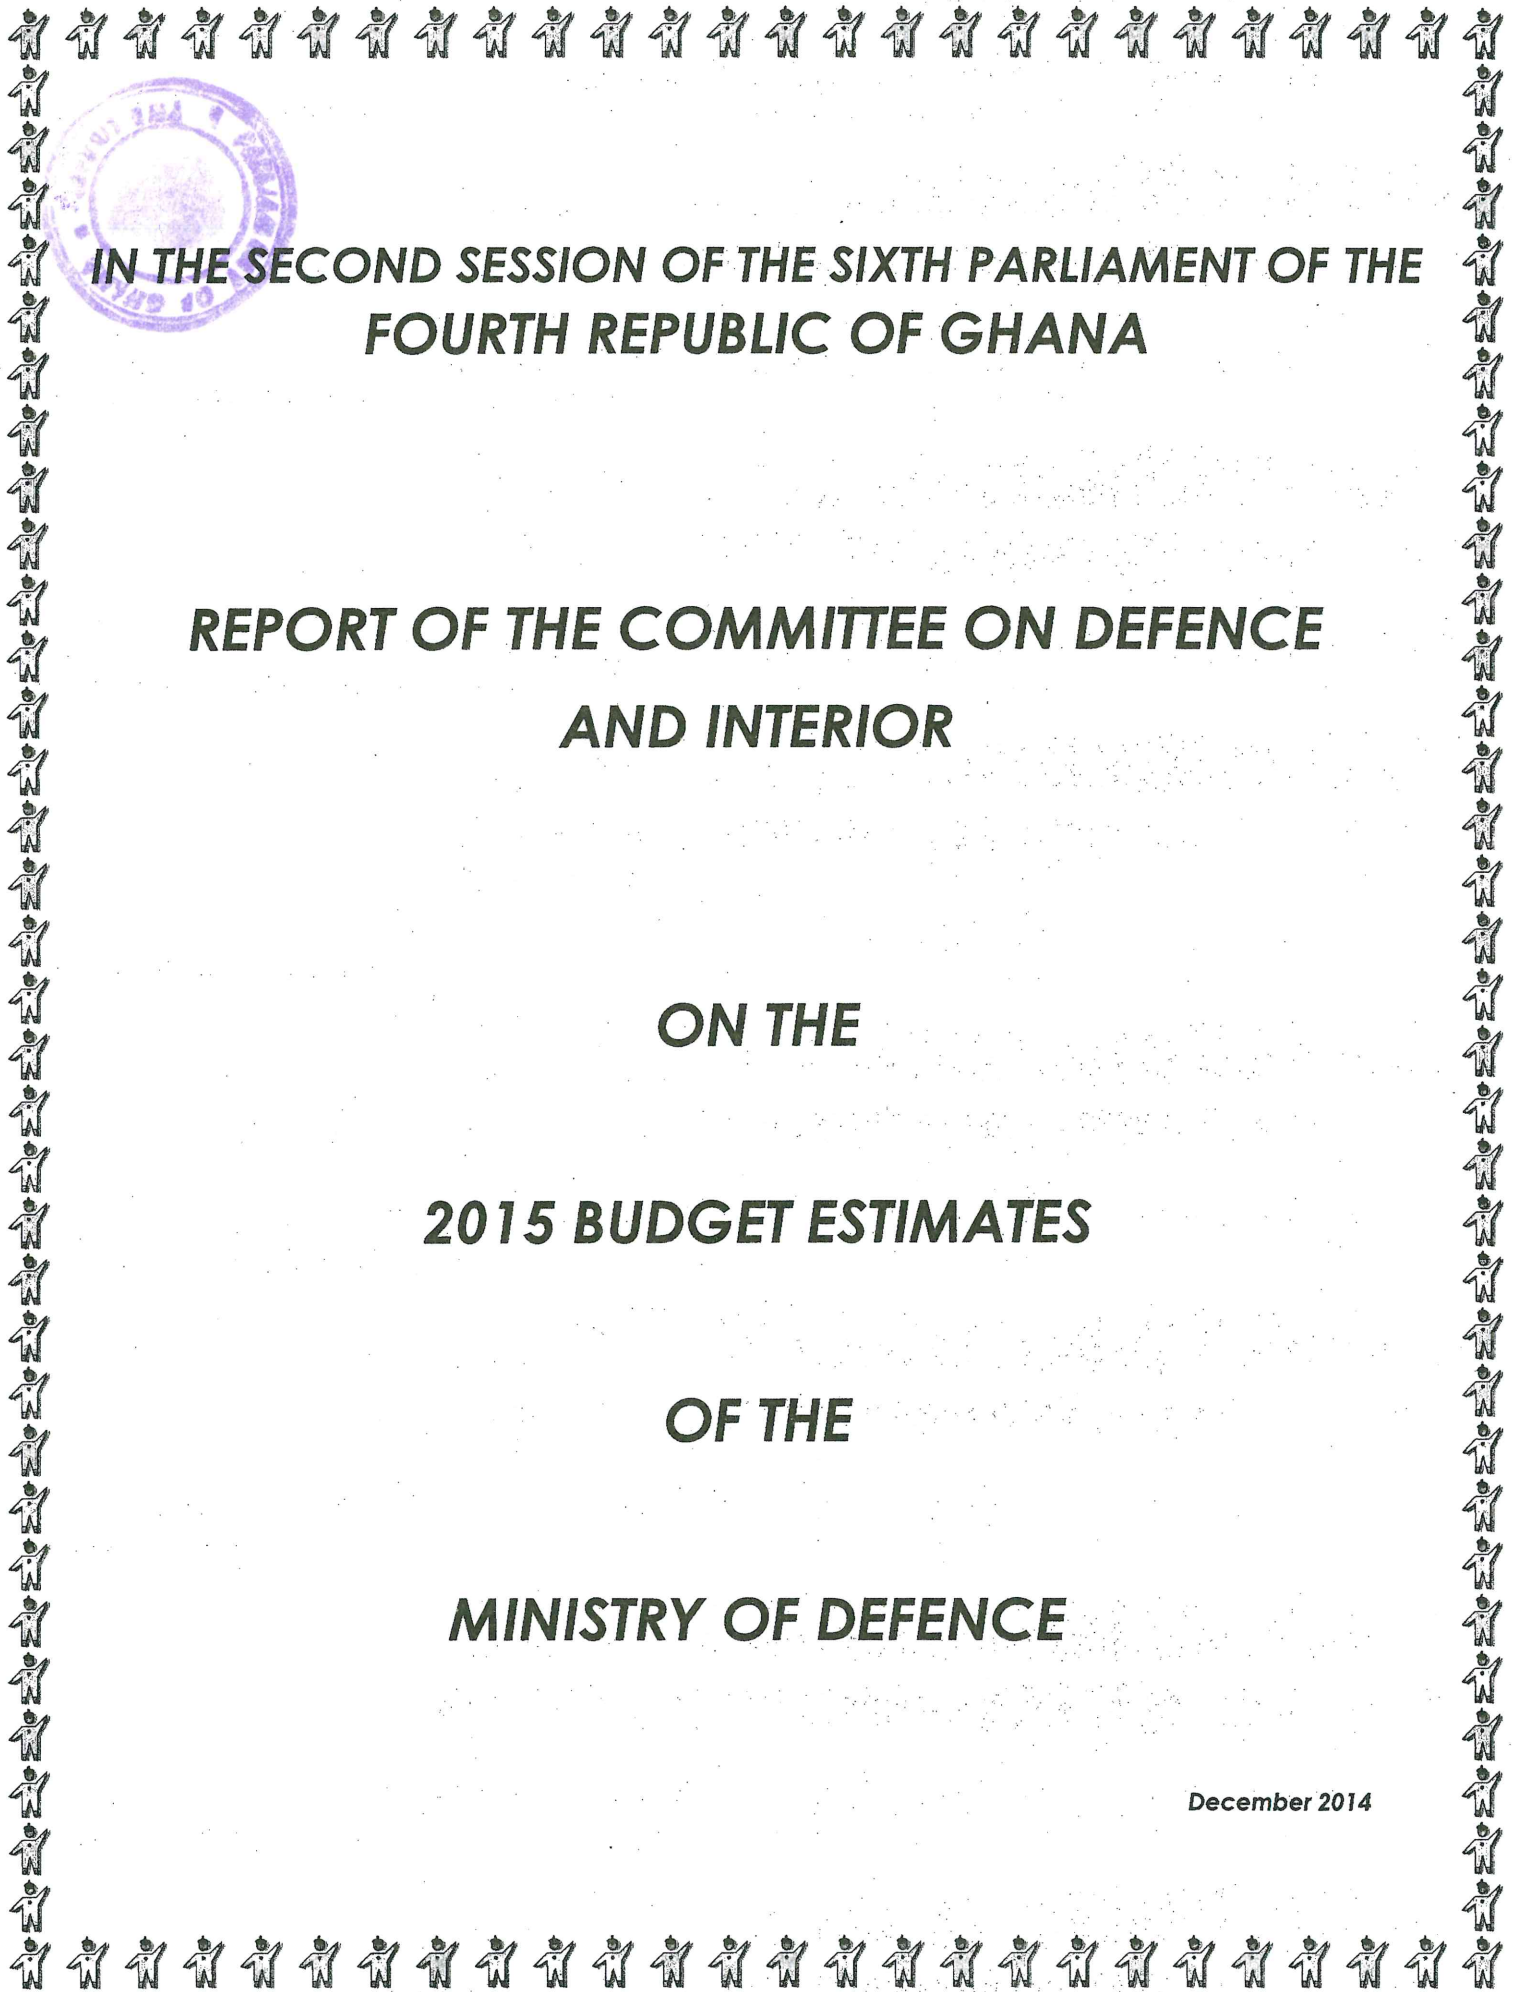 IN THE SECOND SESSION OF THE SIXTH PARLIAMENT OF THE
FOURTH REPUBLIC OF GHANA
REPORT OF THE COMMITTEE ON DEFENCE
AND INTERIOR
ON THE
2015 BUDGET ESTIMATES
OF THE
MINISTRY OF DEFENCE
December 2014